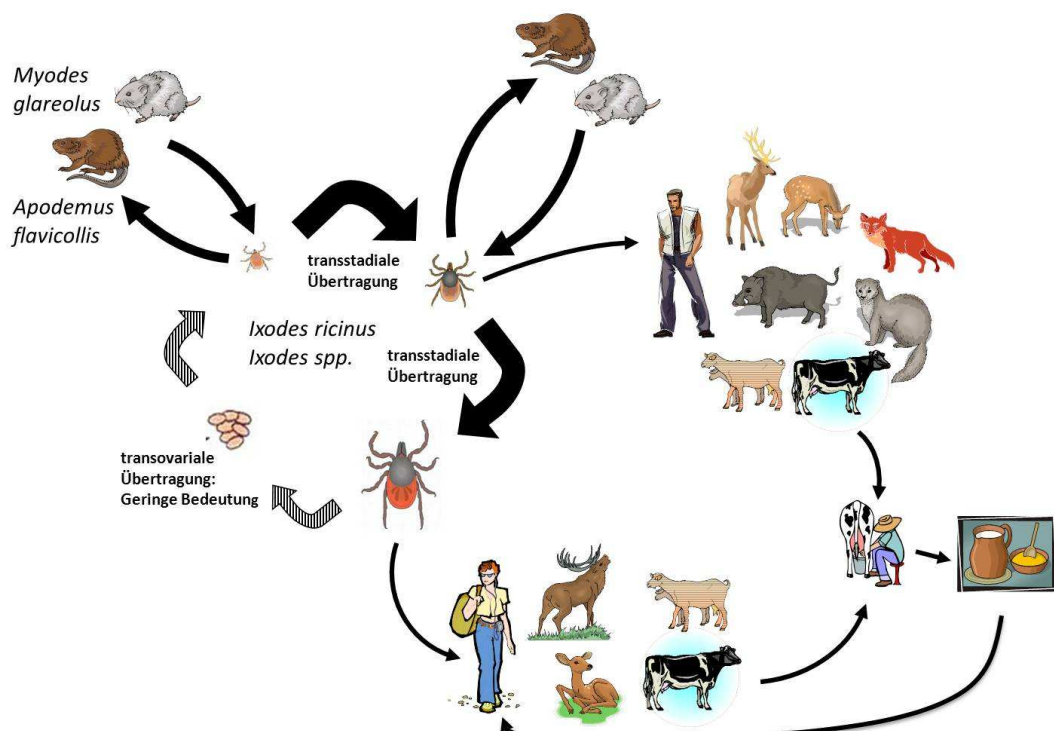 Myodes
glareolus
Apodemus
flavicollis
transstadiale
Übertragung
Ixodes ricinus
Ixodes spp.
transstadiale
Übertragung
transovariale
Übertragung:
Geringe Bedeutung